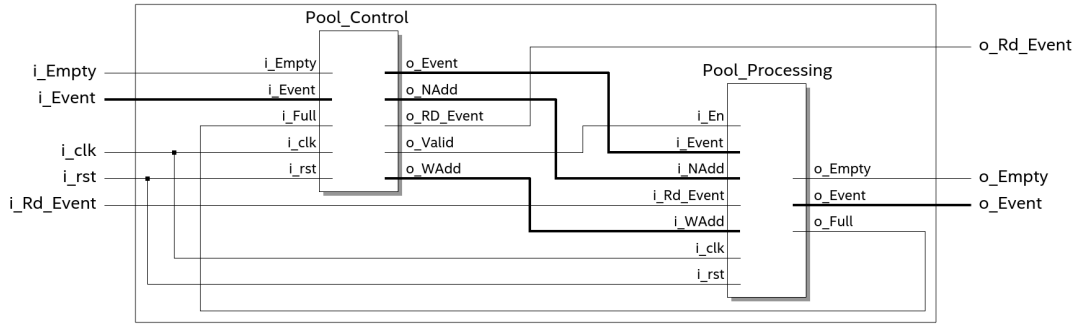 Pool_Control
o_Rd_Event
i_Empty
i_Empty
o_Event
Pool_Processing
i_Event
i_Event
o_NAdd
i_Full
o_RD_Event
i_En
i_clk
i_clk
o_Valid
i_Event
i_rst
i_rst
o_WAdd
i_NAdd
o_Empty
o_Empty
i_Rd_Event
i_Rd_Event
o_Event
o_Event
i_WAdd
o_Full
i_clk
i_rst